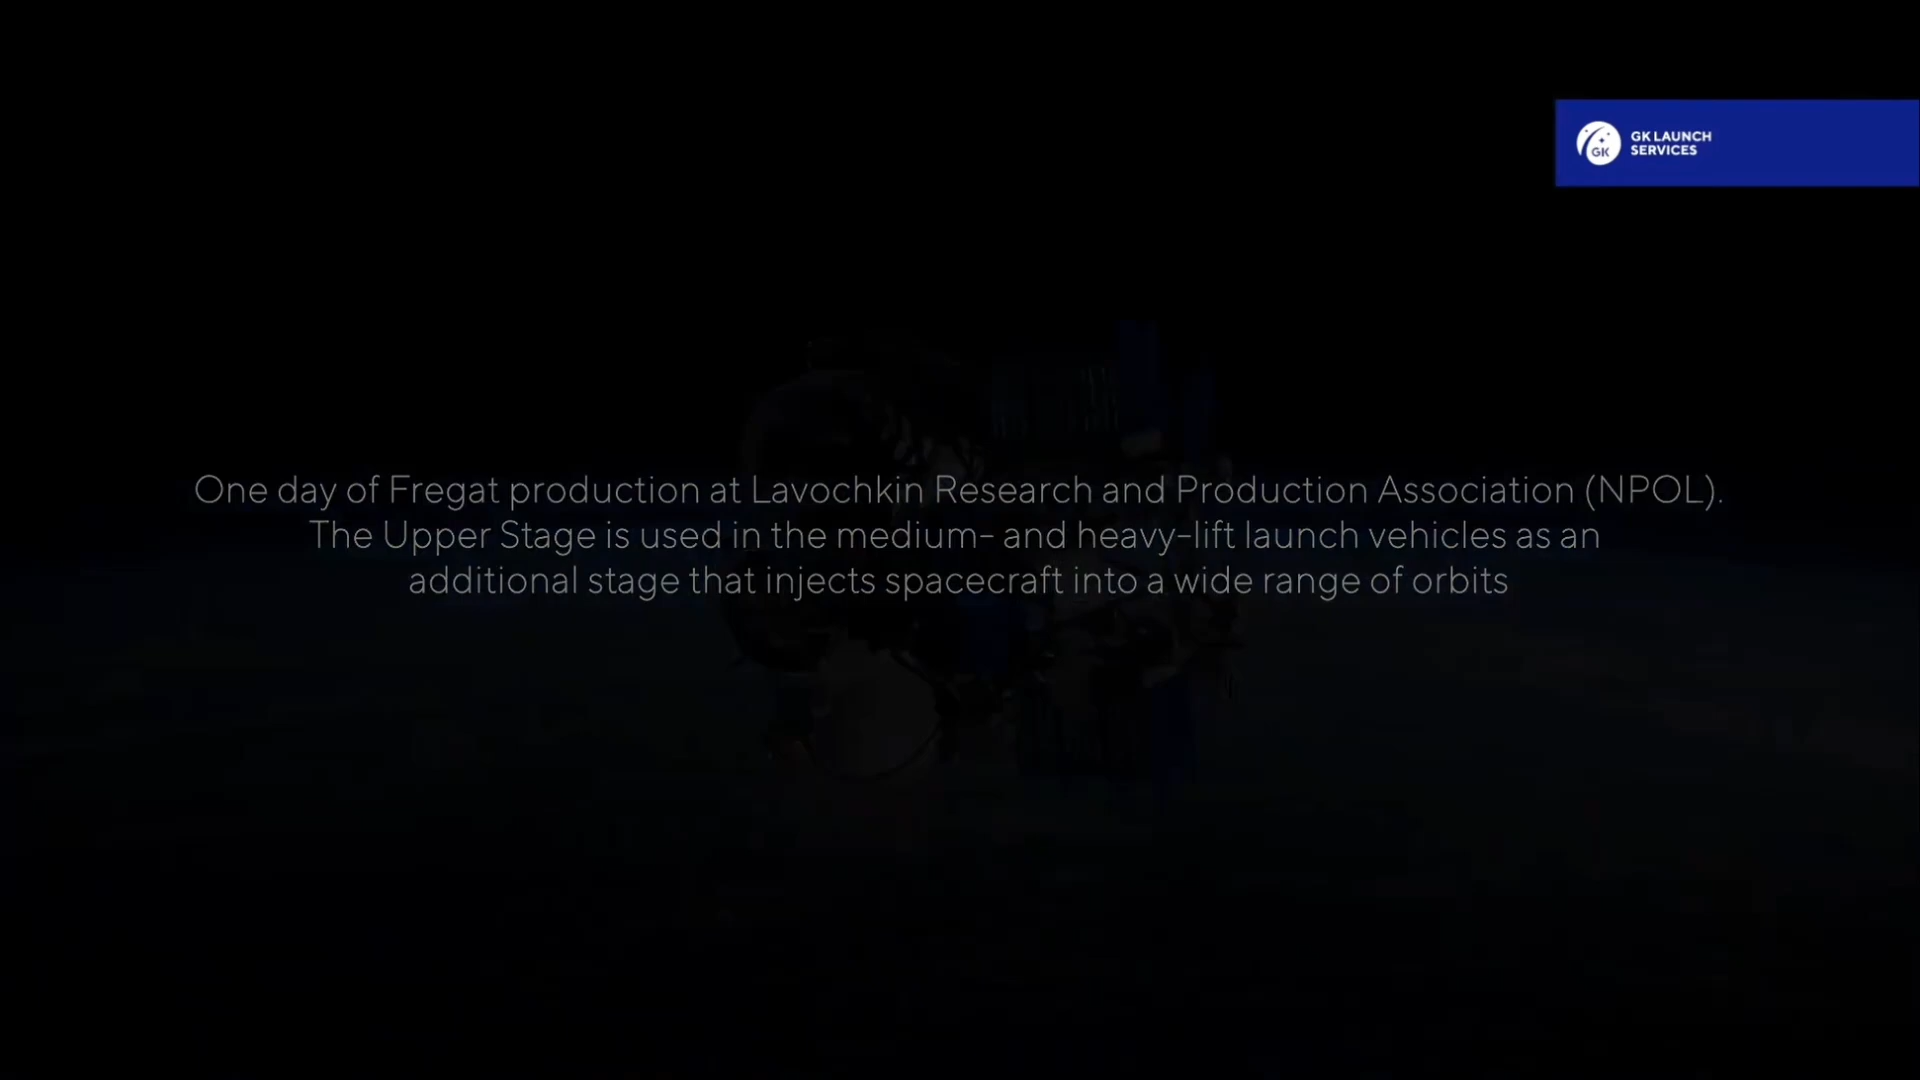 GK LAUNCH
SERVICES
GK
One day of Fregat production at Lavochkin Research and Production Association (NPOL).
The Upper Stage is used in the medium- and heavy-lift launch vehicles as an
additional stage that injects spacecraft into a wide range of orbits